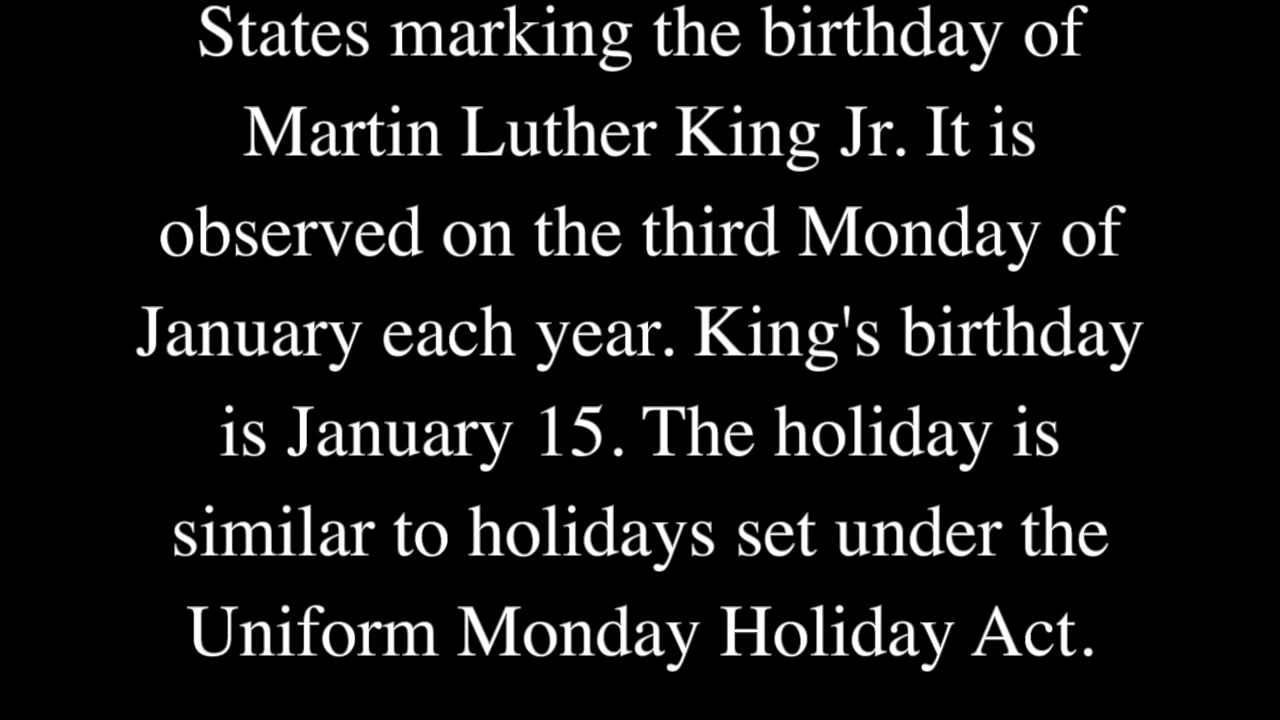 States marking the birthday of
Martin Luther King Jr. It is
observed on the third Monday of
January each year. King's birthday
is January 15. The holiday is
similar to holidays set under the
Uniform Monday Holiday Act.